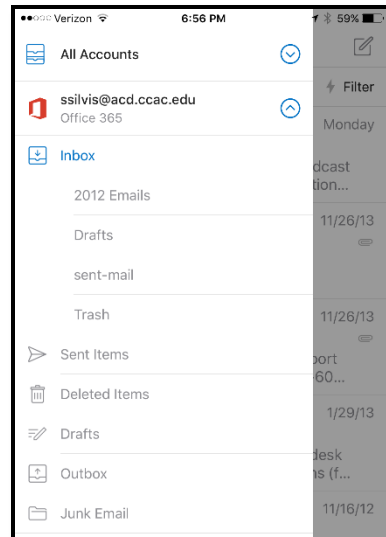 Verizon 6:56 PM 59%
All Accounts
Filter
ssilvis@acd.ccac.edu
Office 365
Monday
Inbox
dcast
tion...
2012 Emails
11/26/13
Drafts
sent-mail
Trash
11/26/13
Sent Items
port
-60...
Deleted Items
1/29/13
Drafts
desk
Outbox
ns (f...
Junk Email
11/16/12